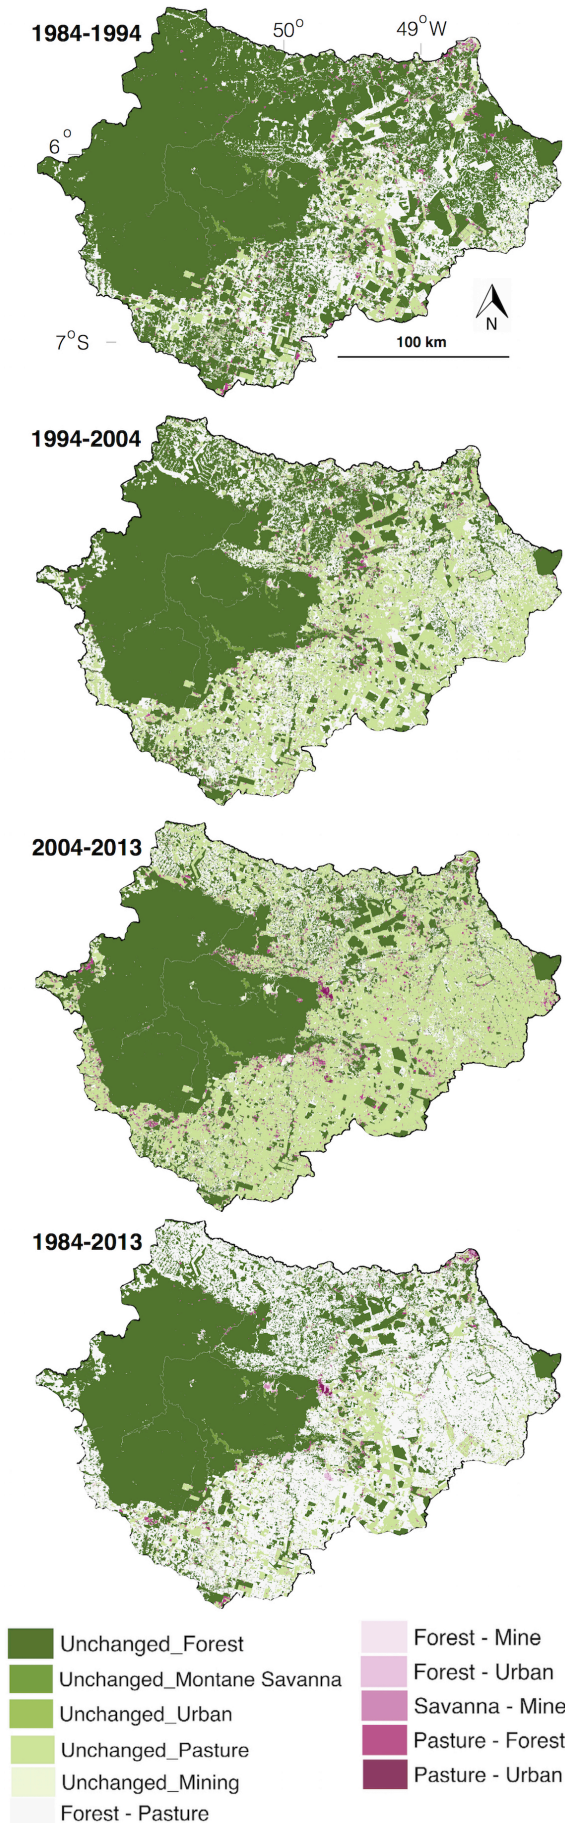 1984-1994
50°
49°W
6°
7°S
N
100 km
1994-2004
2004-2013
1984-2013
Unchanged_Forest
Unchanged_Montane Savanna
Unchanged_Urban
Unchanged_Pasture
Unchanged_Mining
Forest - Pasture
Forest - Mine
Forest - Urban
Savanna - Mine
Pasture - Forest
Pasture - Urban